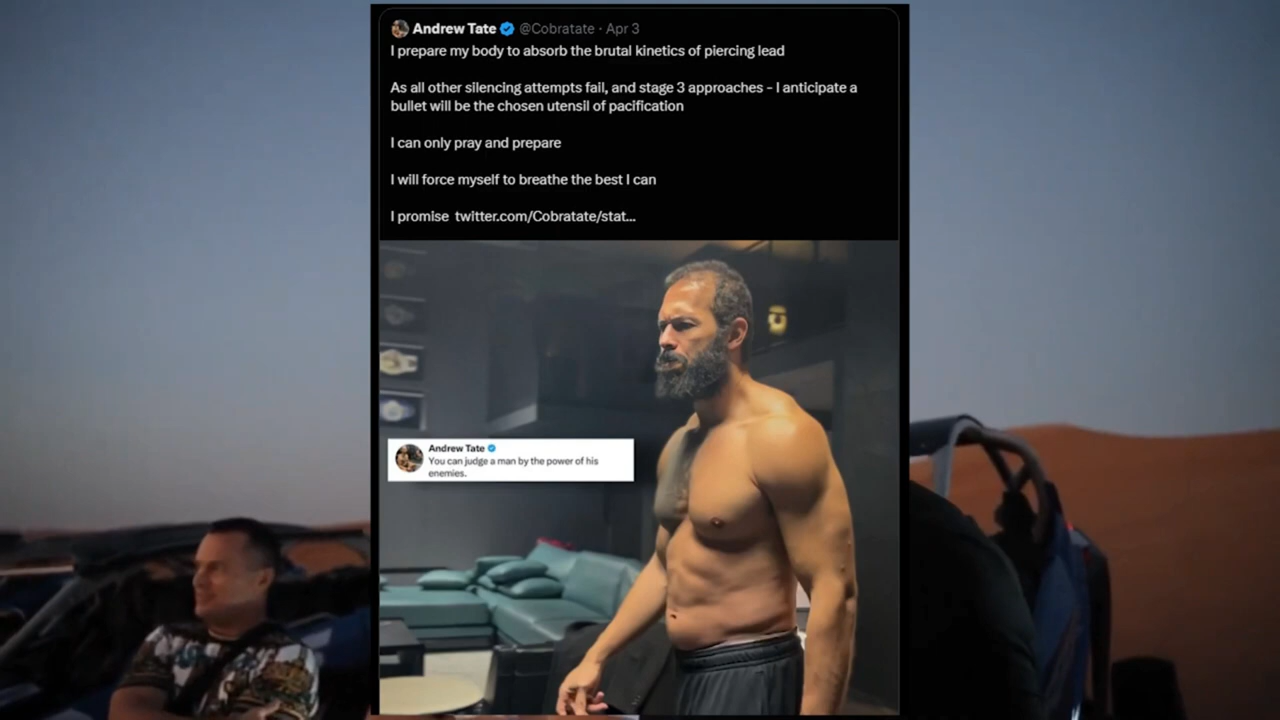 Andrew Tate @Cobratate · Apr 3
I prepare my body to absorb the brutal kinetics of piercing lead
As all other silencing attempts fail, and stage 3 approaches - I anticipate a
bullet will be the chosen utensil of pacification
I can only pray and prepare
I will force myself to breathe the best I can
I promise twitter.com/Cobratate/stat...
Andrew Tate
You can judge a man by the power of his
enemies.